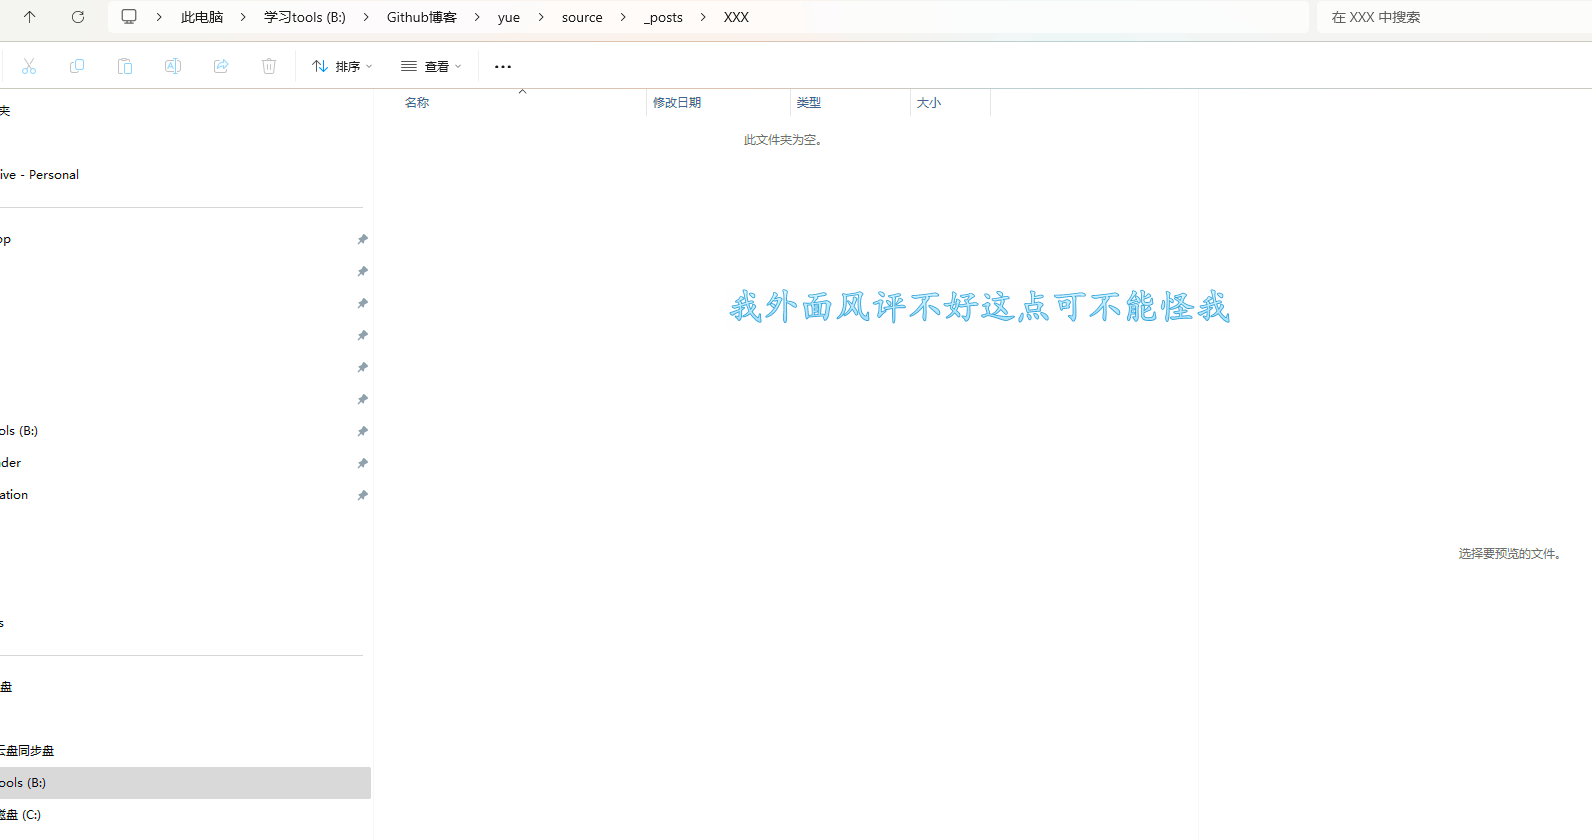 此电脑 学习tools (B:) Github博客 yue source _posts XXX 在 XXX 中搜索
排序 查看
名称 修改日期 类型 大小
夹
此文件夹为空。
ive - Personal
op
我外面风评不好这点可不能怪我
ols (B:)
der
ation
选择要预览的文件。
s
盘
云盘同步盘
ools (B:)
磁盘 (C:)